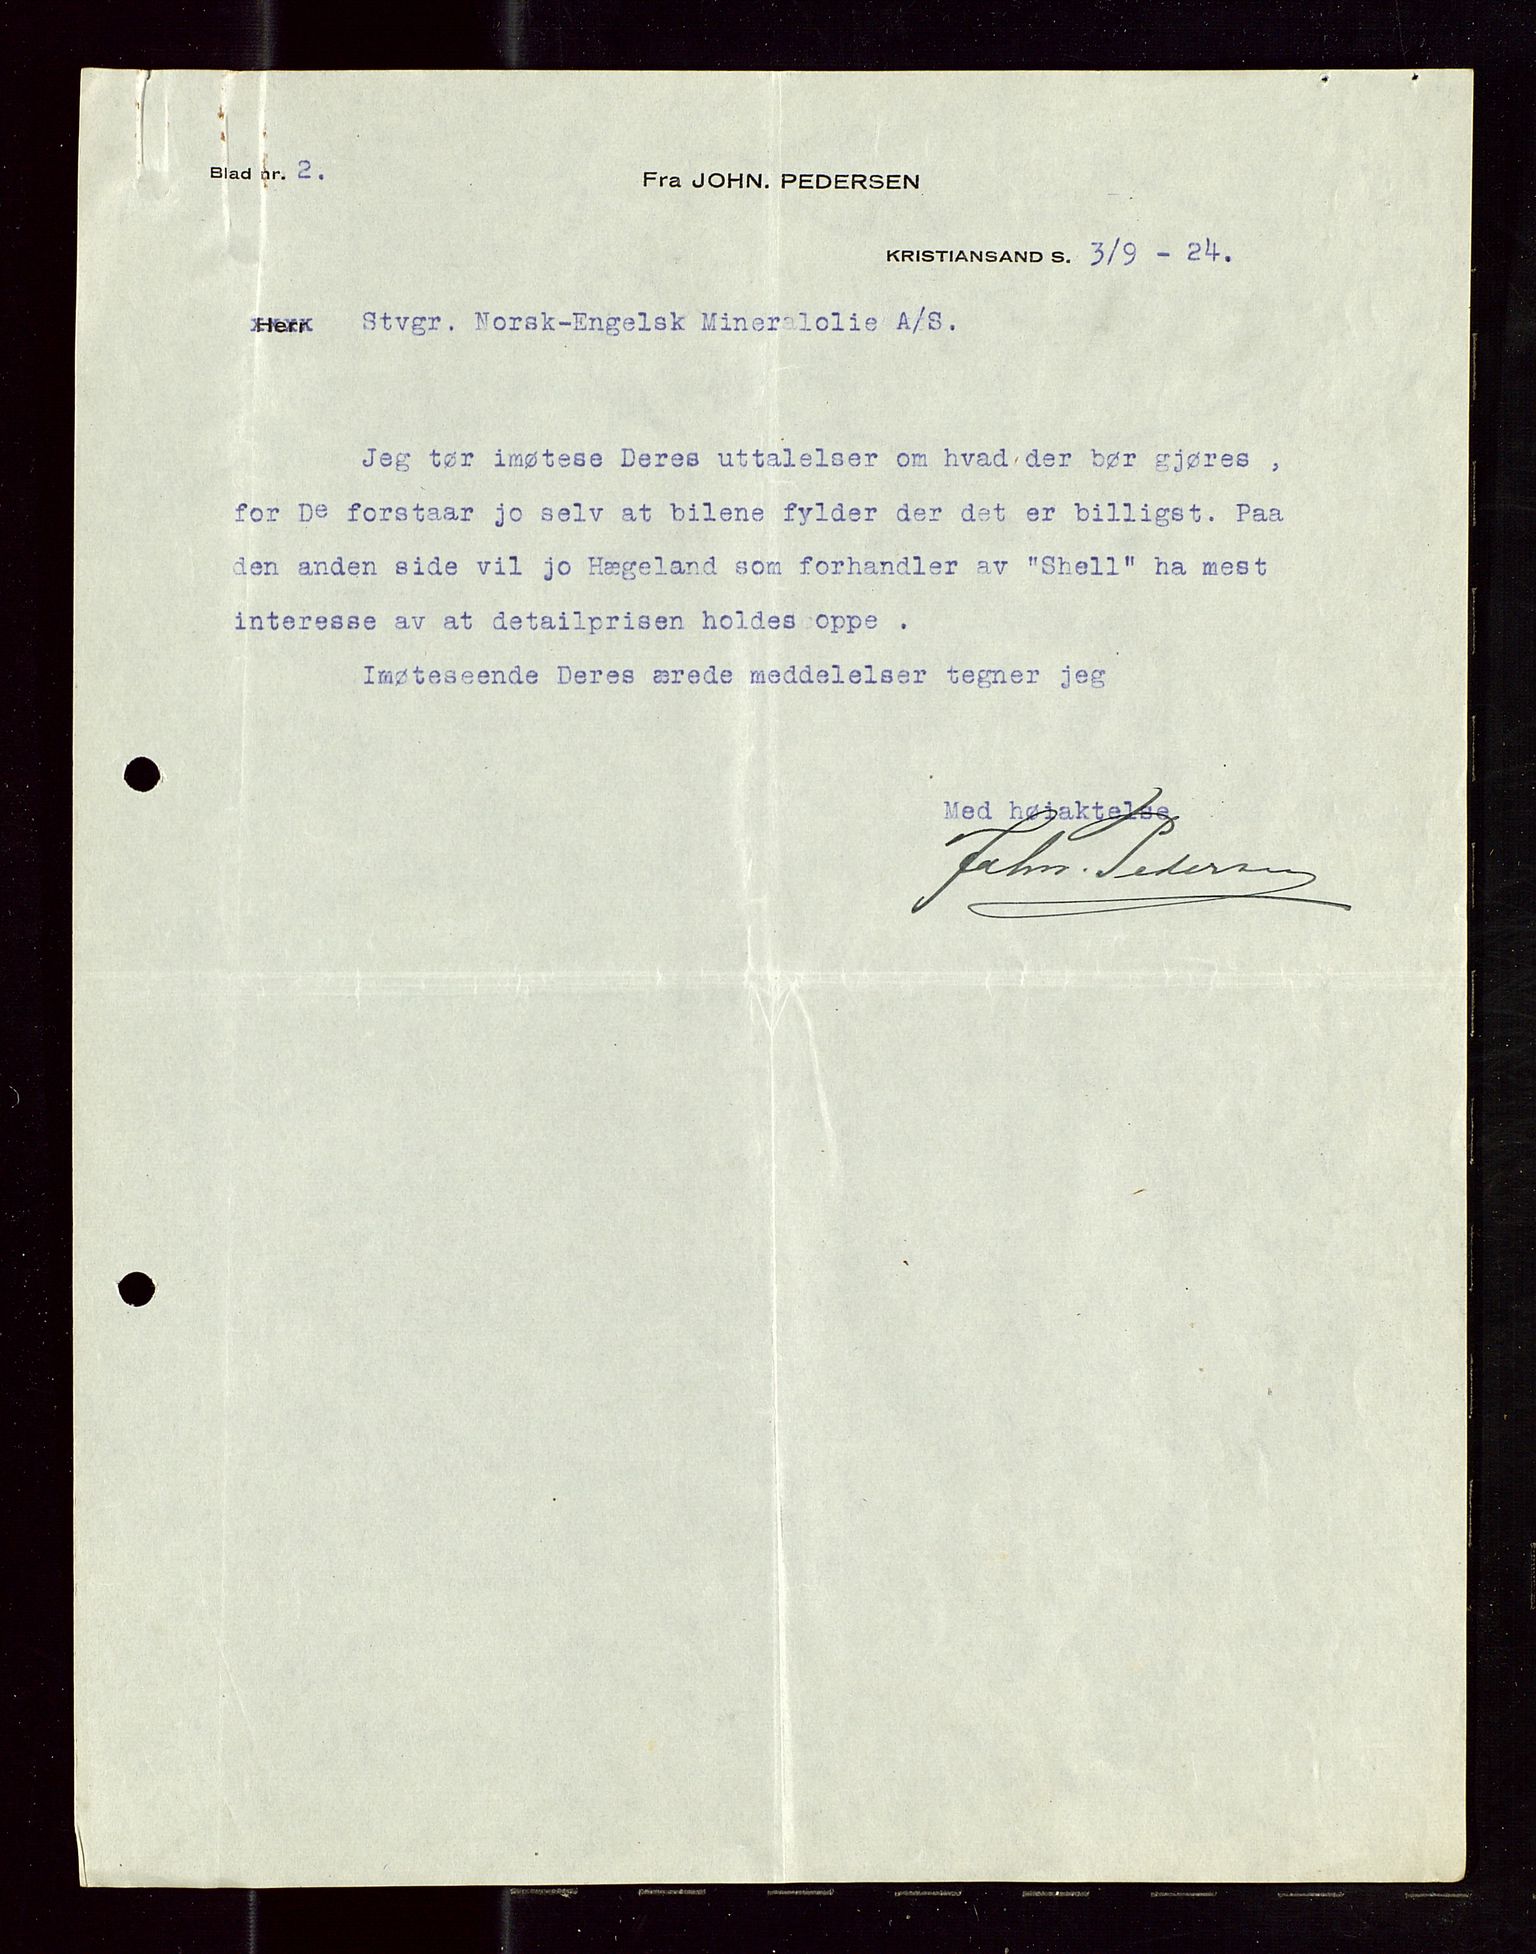 Blad nr. 2.
Fra JOHN. PEDERSEN
KRISTIANSAND S. 3/9 - 24.
Herr Stvgr. Norsk-Engelsk Mineralolie A/S.
Jeg tør imøtese Deres uttalelser om hvad der bør gjøres ,
for De forstaar jo selv at bilene fylder der det er billigst. Paa
den anden side vil jo Hægeland som forhandler av "Shell" ha mest
interesse av at detailprisen holdes oppe .
Imøteseende Deres ærede meddelelser tegner jeg
Med høiaktelse
John. Pedersen